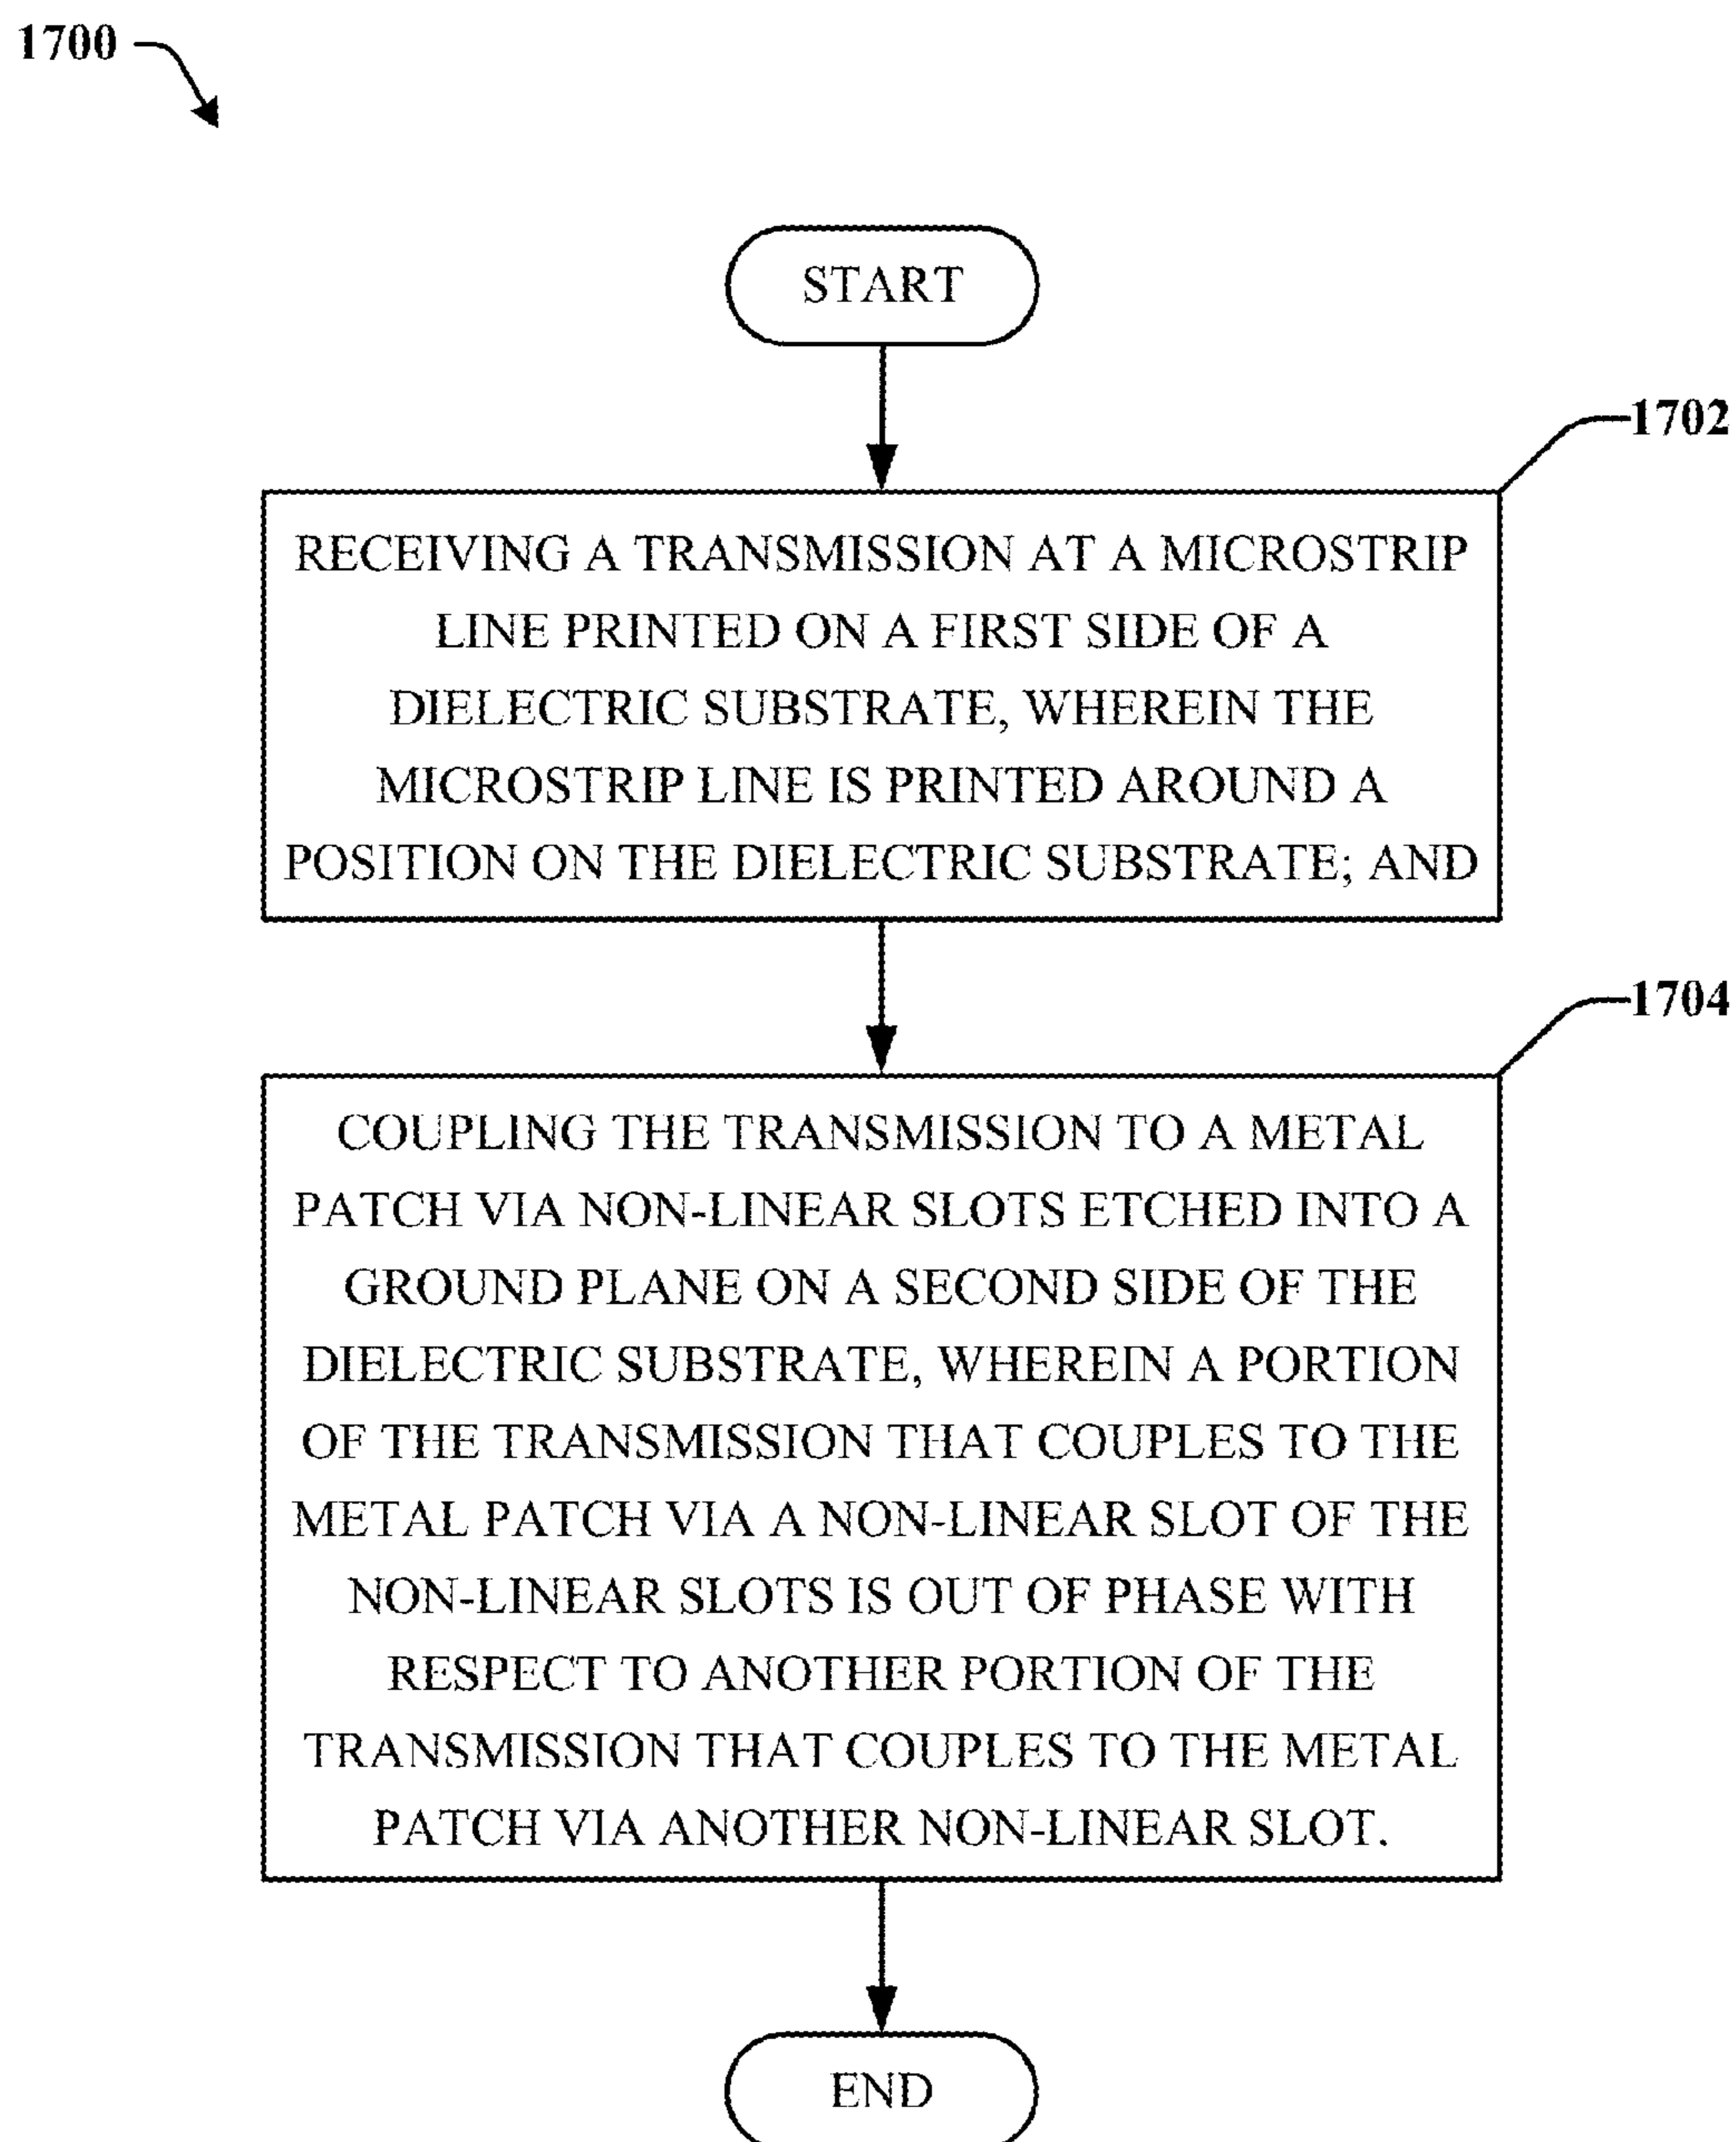 1700
START
1702
RECEIVING A TRANSMISSION AT A MICROSTRIP
LINE PRINTED ON A FIRST SIDE OF A
DIELECTRIC SUBSTRATE, WHEREIN THE
MICROSTRIP LINE IS PRINTED AROUND A
POSITION ON THE DIELECTRIC SUBSTRATE; AND
1704
COUPLING THE TRANSMISSION TO A METAL
PATCH VIA NON-LINEAR SLOTS ETCHED INTO A
GROUND PLANE ON A SECOND SIDE OF THE
DIELECTRIC SUBSTRATE, WHEREIN A PORTION
OF THE TRANSMISSION THAT COUPLES TO THE
METAL PATCH VIA A NON-LINEAR SLOT OF THE
NON-LINEAR SLOTS IS OUT OF PHASE WITH
RESPECT TO ANOTHER PORTION OF THE
TRANSMISSION THAT COUPLES TO THE METAL
PATCH VIA ANOTHER NON-LINEAR SLOT.
END